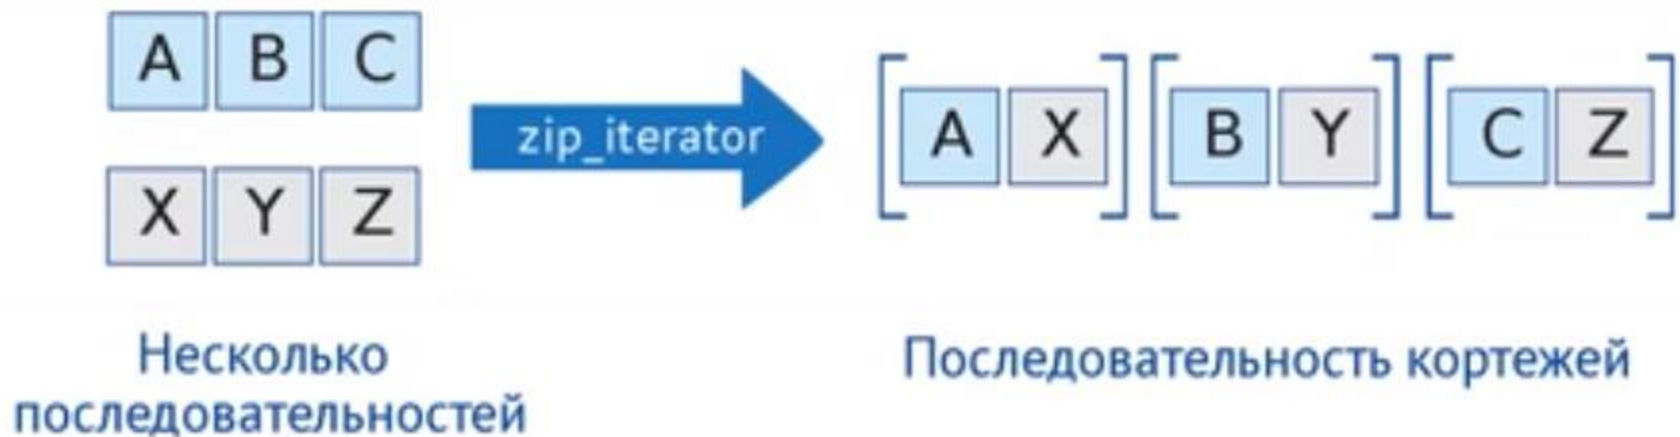 A B C
zip_iterator
A X B Y C Z
X Y Z
Несколько
последовательностей
Последовательность кортежей